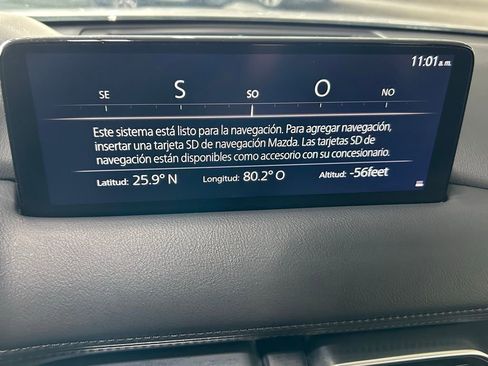 11:01 a.m.
SE S SO O NO
Este sistema está listo para la navegación. Para agregar navegación,
insertar una tarjeta SD de navegación Mazda. Las tarjetas SD de
navegación están disponibles como accesorio con su concesionario.
Latitud: 25.9° N Longitud: 80.2° O Altitud: -56feet